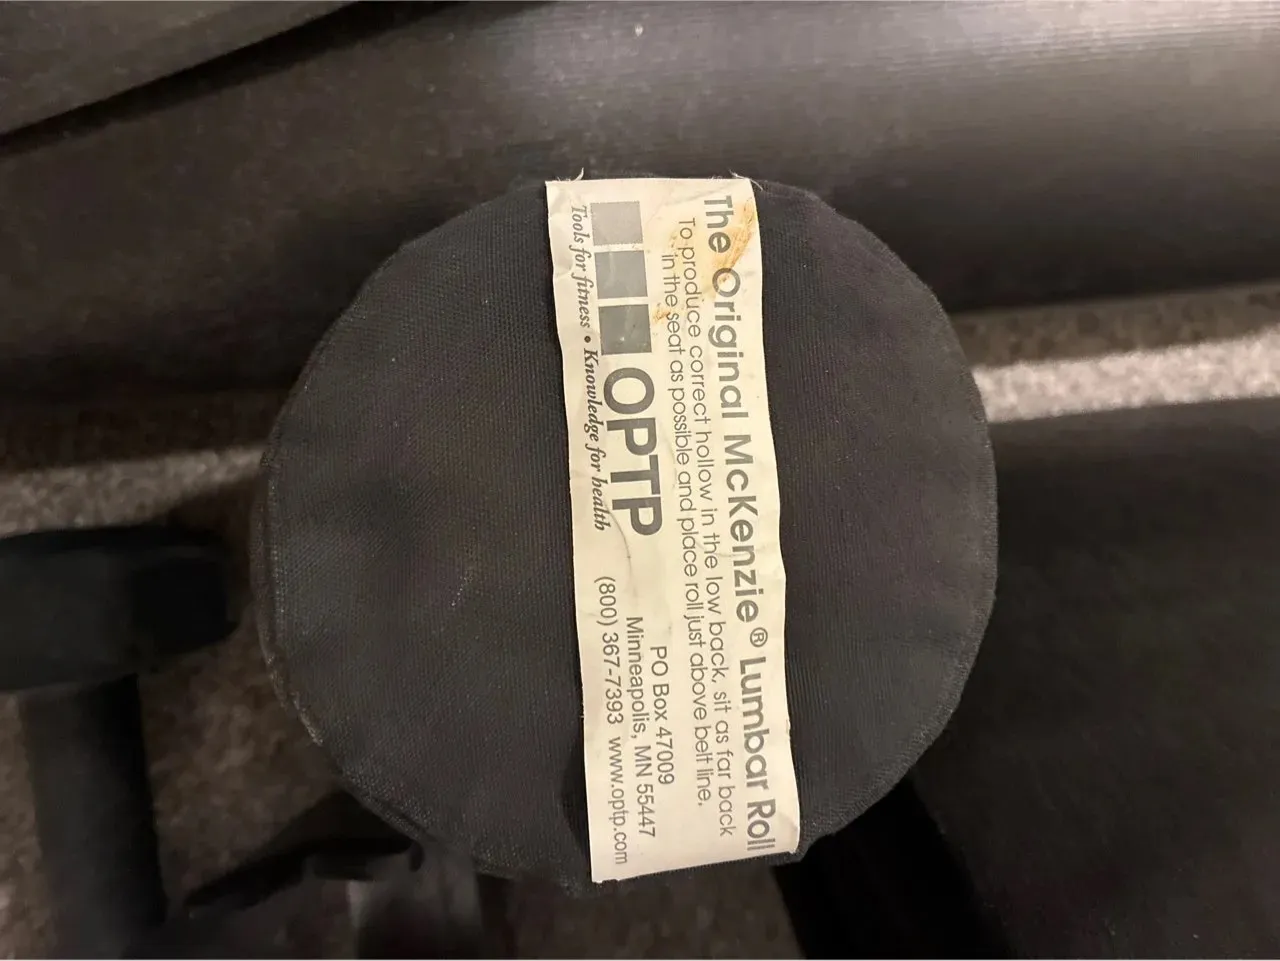 The Original McKenzie® Lumbar Roll
To produce correct hollow in the low back, sit as far back
in the seat as possible and place roll just above belt line.
OPTP
Tools for fitness • Knowledge for health
PO Box 47009
Minneapolis, MN 55447
(800) 367-7393 www.optp.com